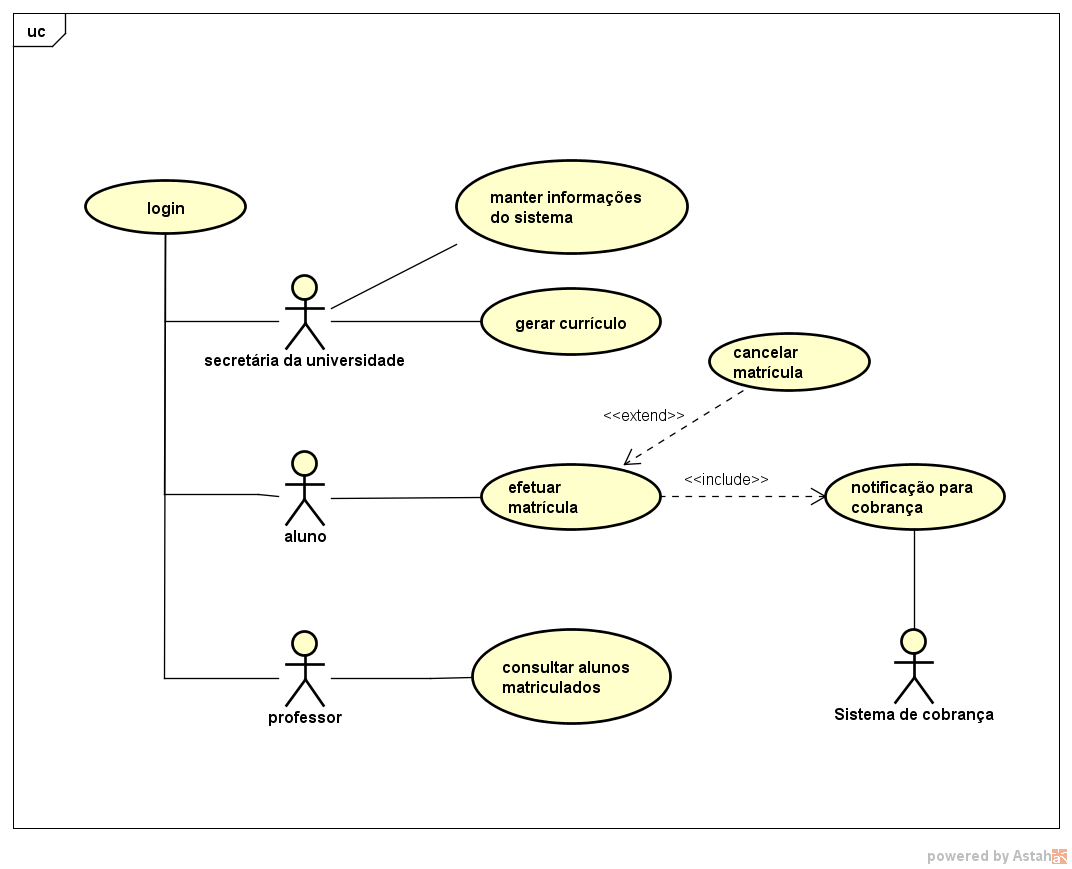 uc
login
manter informações
do sistema
gerar currículo
secretária da universidade
cancelar
matrícula
<<extend>>
efetuar
matrícula
<<include>>
notificação para
cobrança
aluno
consultar alunos
matriculados
professor
Sistema de cobrança
powered by Astah